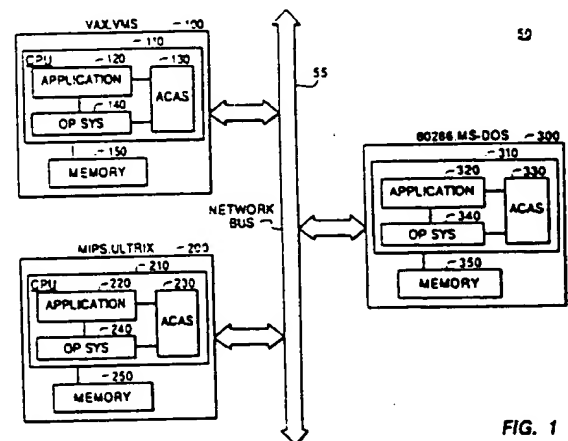 VAX.VMS 100
110
CPU 120 130
APPLICATION ACAS
140
OP SYS
150
MEMORY
50
55
NETWORK
BUS
80286.MS-DOS 300
310
320 330
APPLICATION ACAS
340
OP SYS
350
MEMORY
MIPS.ULTRIX 200
210
CPU 220 230
APPLICATION ACAS
240
OP SYS
250
MEMORY
FIG. 1